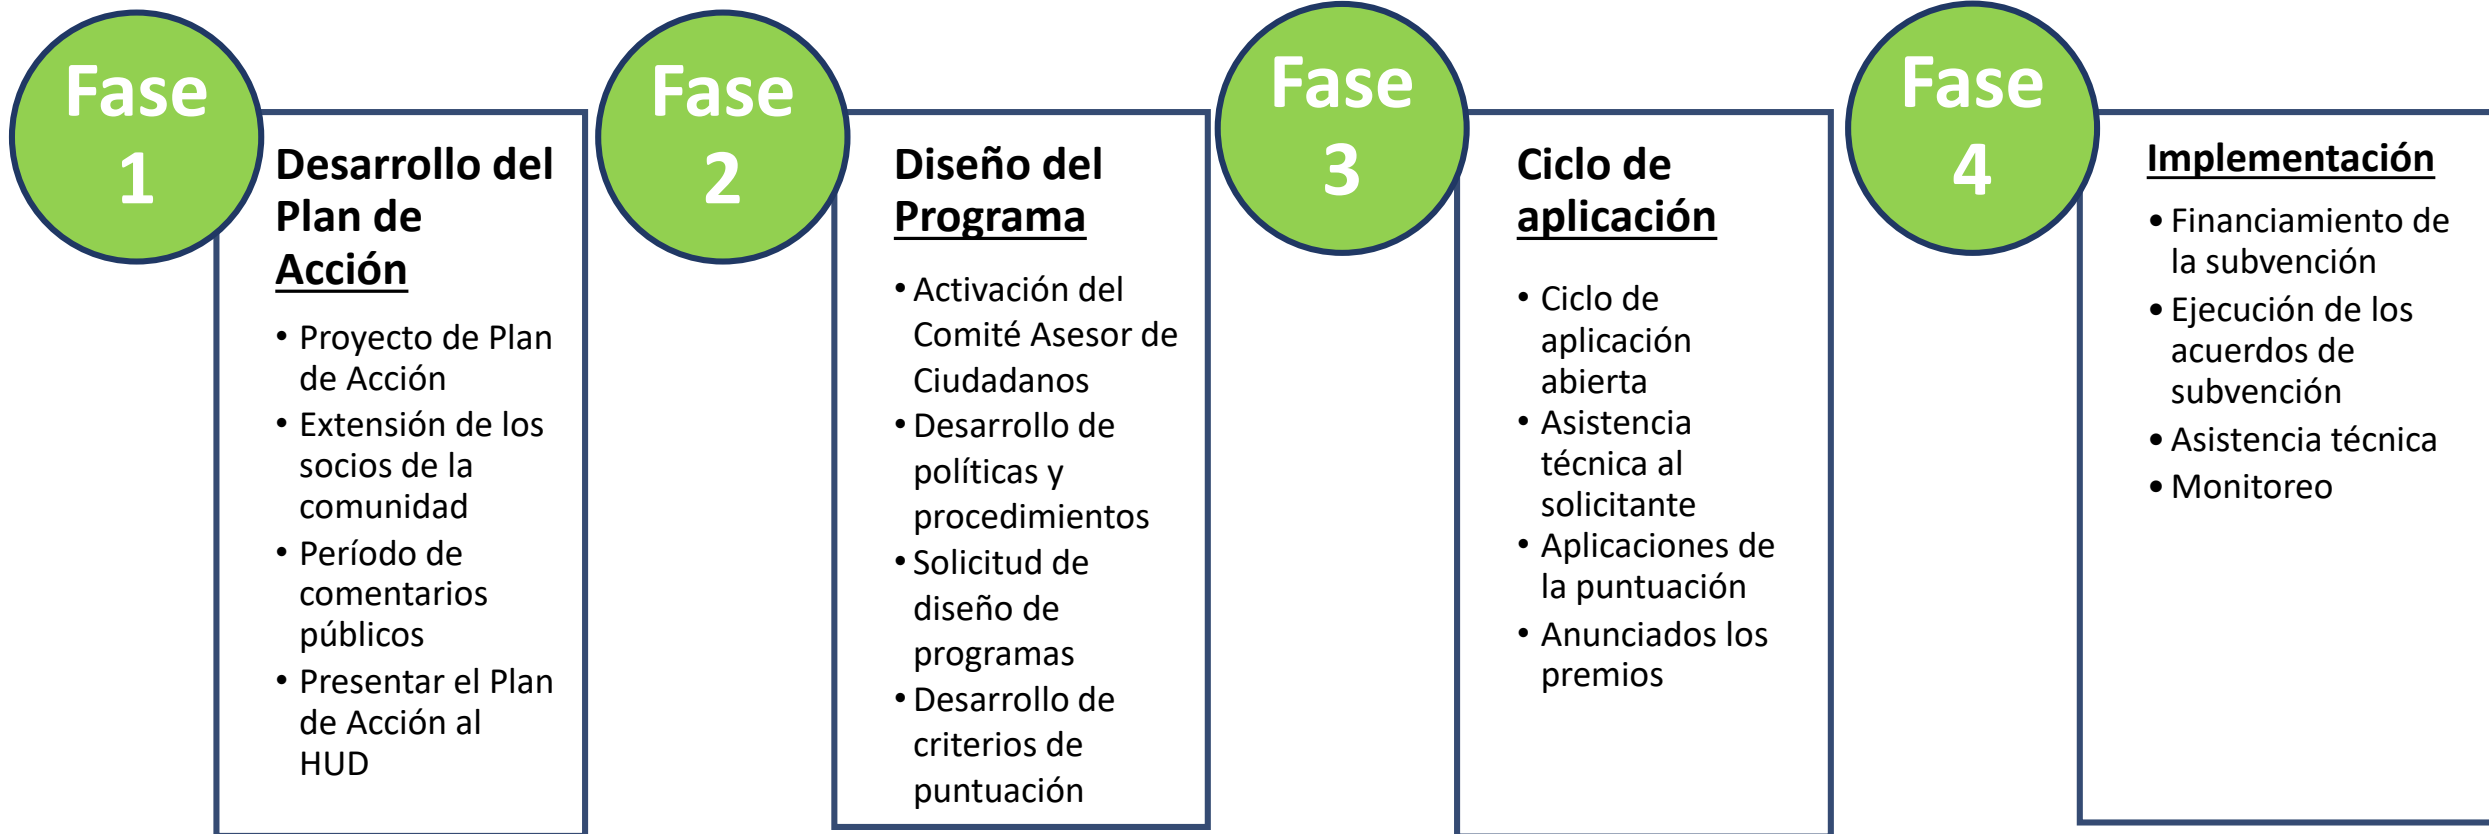 Fase
1
Desarrollo del
Plan de
Acción
• Proyecto de Plan
de Acción
• Extensión de los
socios de la
comunidad
• Período de
comentarios
públicos
• Presentar el Plan
de Acción al
HUD
Fase
2
Diseño del
Programa
• Activación del
Comité Asesor de
Ciudadanos
• Desarrollo de
políticas y
procedimientos
• Solicitud de
diseño de
programas
• Desarrollo de
criterios de
puntuación
Fase
3
Ciclo de
aplicación
• Ciclo de
aplicación
abierta
• Asistencia
técnica al
solicitante
• Aplicaciones de
la puntuación
• Anunciados los
premios
Fase
4
Implementación
• Financiamiento de
la subvención
• Ejecución de los
acuerdos de
subvención
• Asistencia técnica
• Monitoreo